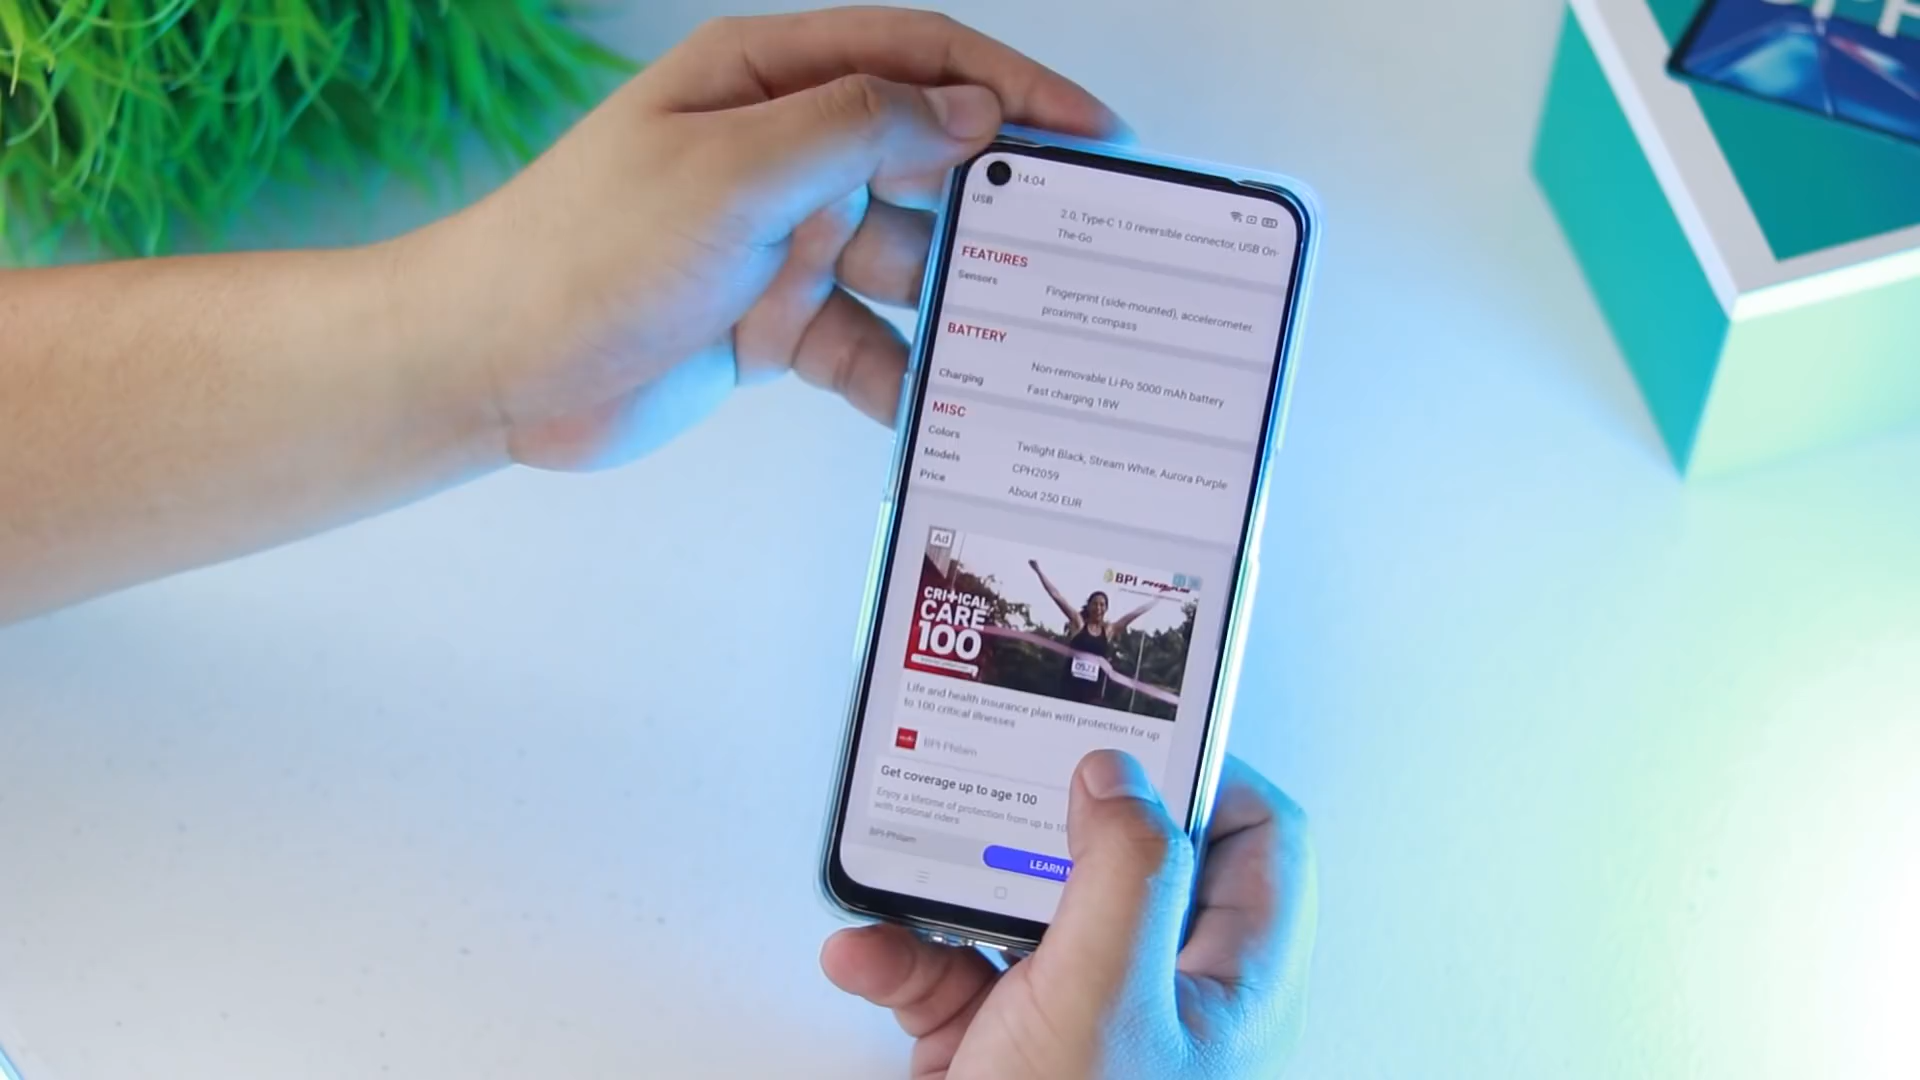 14:04
USB
2.0, Type-C 1.0 reversible connector, USB On-
The-Go
FEATURES
Sensors
Fingerprint (side-mounted), accelerometer,
proximity, compass
BATTERY
Non-removable Li-Po 5000 mAh battery
Charging
Fast charging 18W
MISC
Colors
Twilight Black, Stream White, Aurora Purple
Models
CPH2059
Price
About 250 EUR
Ad
BPI
CRITICAL
CARE
100
Life and health insurance plan with protection for up
to 100 critical illnesses
BPI Philam
Get coverage up to age 100
Enjoy a lifetime of protection from up to 10
with optional riders
BPI-Philam
LEARN